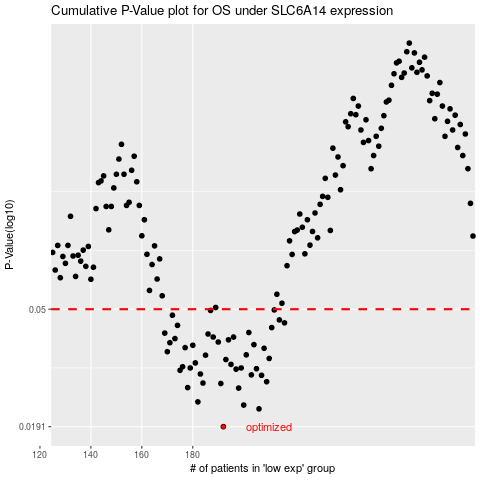 Cumulative P-Value plot for OS under SLC6A14 expression
P-Value(log10)
0.05
0.0191
optimized
120 140 160 180
# of patients in 'low exp' group